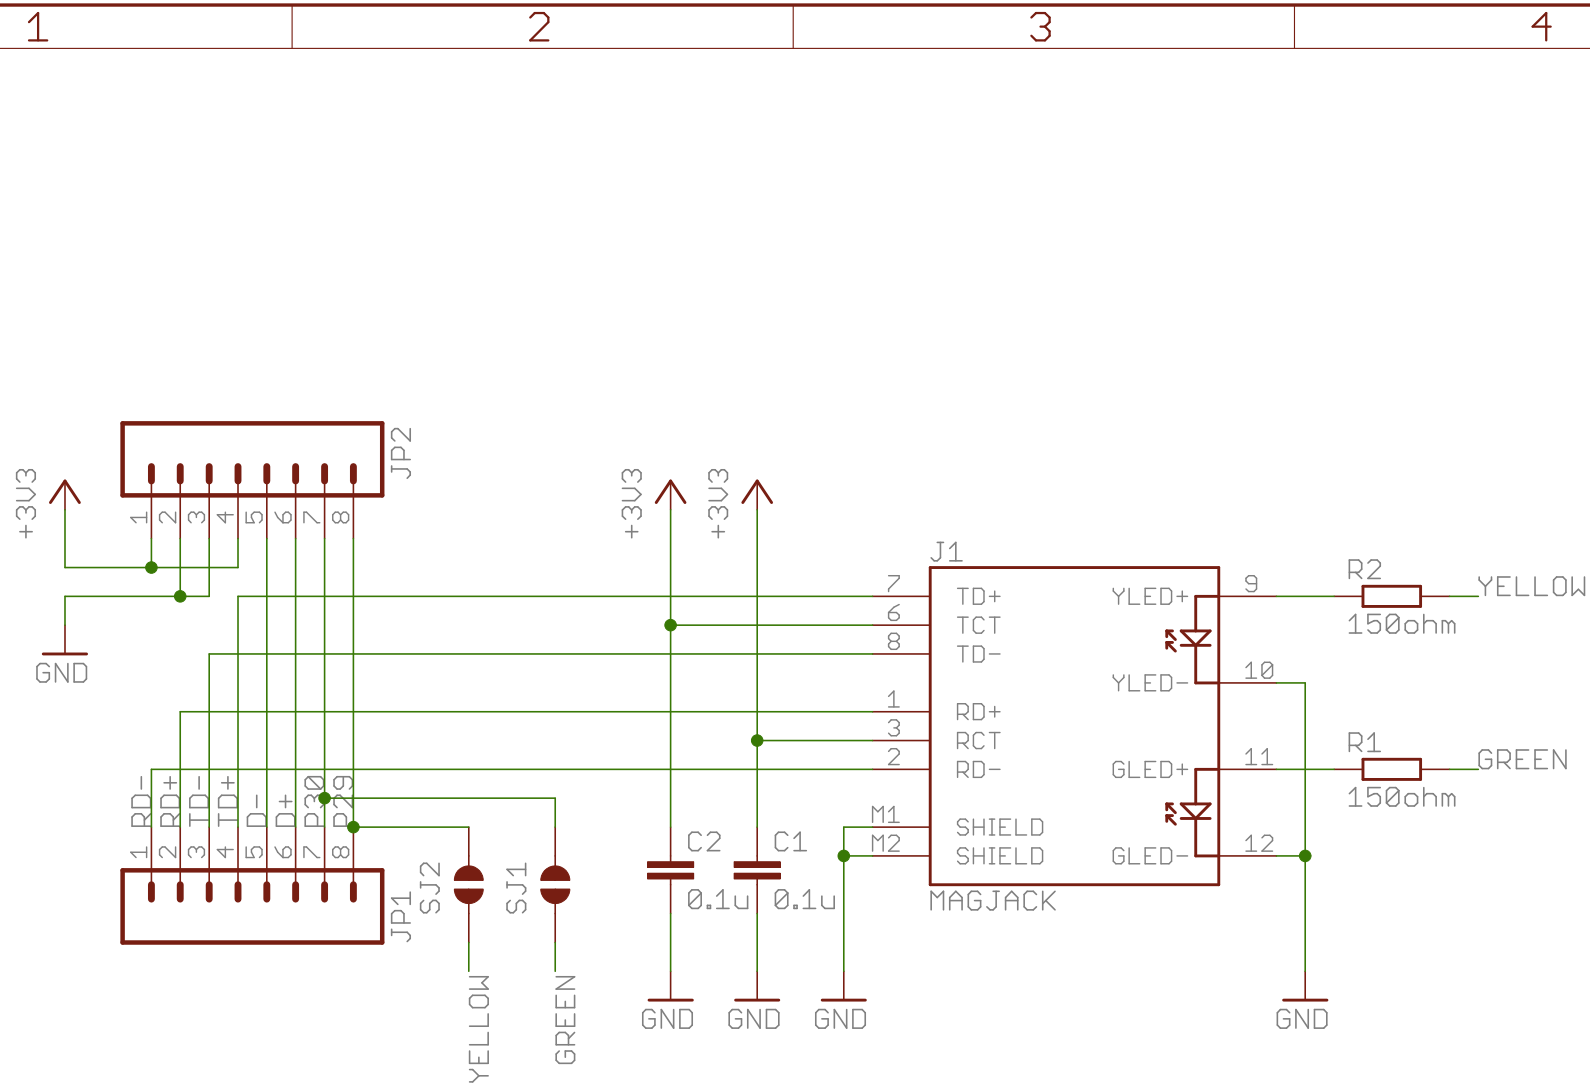 1 2 3 4
JP2
+3V3
1 2 3 4 5 6 7 8
GND
+3V3
+3V3
J1
7 TD+
6 TCT
8 TD-
1 RD+
3 RCT
2 RD-
M1 SHIELD
M2 SHIELD
YLED+ 9
YLED- 10
GLED+ 11
GLED- 12
MAGJACK
R2
150ohm
YELLOW
R1
150ohm
GREEN
RD- RD+ TD- TD+ D- D+ P30 P29
1 2 3 4 5 6 7 8
JP1
SJ2
SJ1
C2
0.1u
C1
0.1u
YELLOW
GREEN
GND
GND
GND
GND